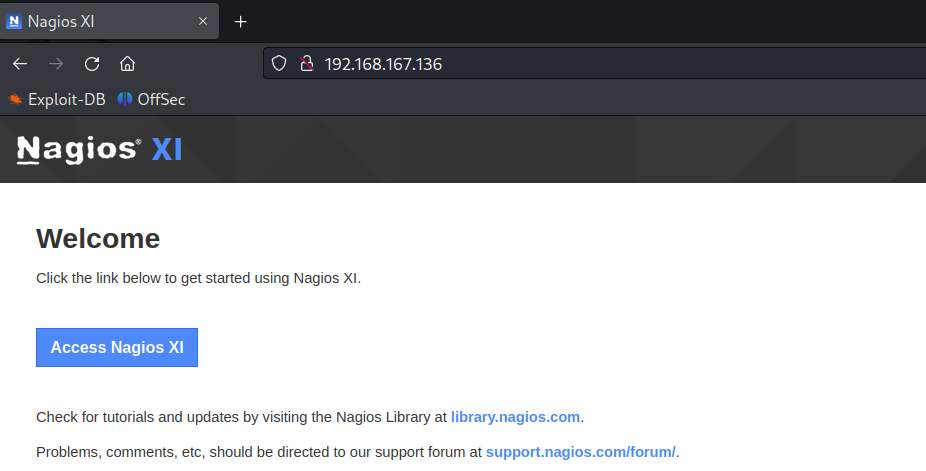 Nagios XI
192.168.167.136
Exploit-DB OffSec
Nagios® XI
Welcome
Click the link below to get started using Nagios XI.
Access Nagios XI
Check for tutorials and updates by visiting the Nagios Library at library.nagios.com.
Problems, comments, etc, should be directed to our support forum at support.nagios.com/forum/.